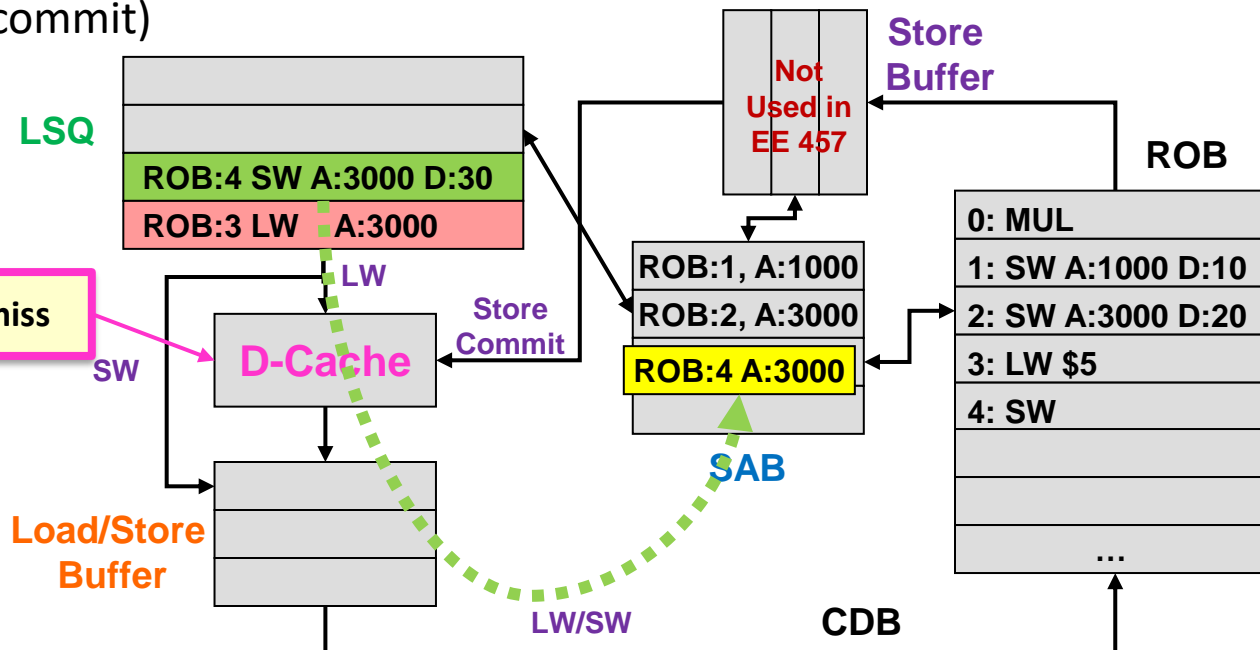 commit)
Store
Buffer
Not
Used in
EE 457
LSQ
ROB
ROB:4 SW A:3000 D:30
ROB:3 LW A:3000
0: MUL
1: SW A:1000 D:10
2: SW A:3000 D:20
3: LW $5
4: SW
...
ROB:1, A:1000
ROB:2, A:3000
ROB:4 A:3000
SAB
LW
Store
Commit
miss
SW
D-Cache
Load/Store
Buffer
LW/SW
CDB